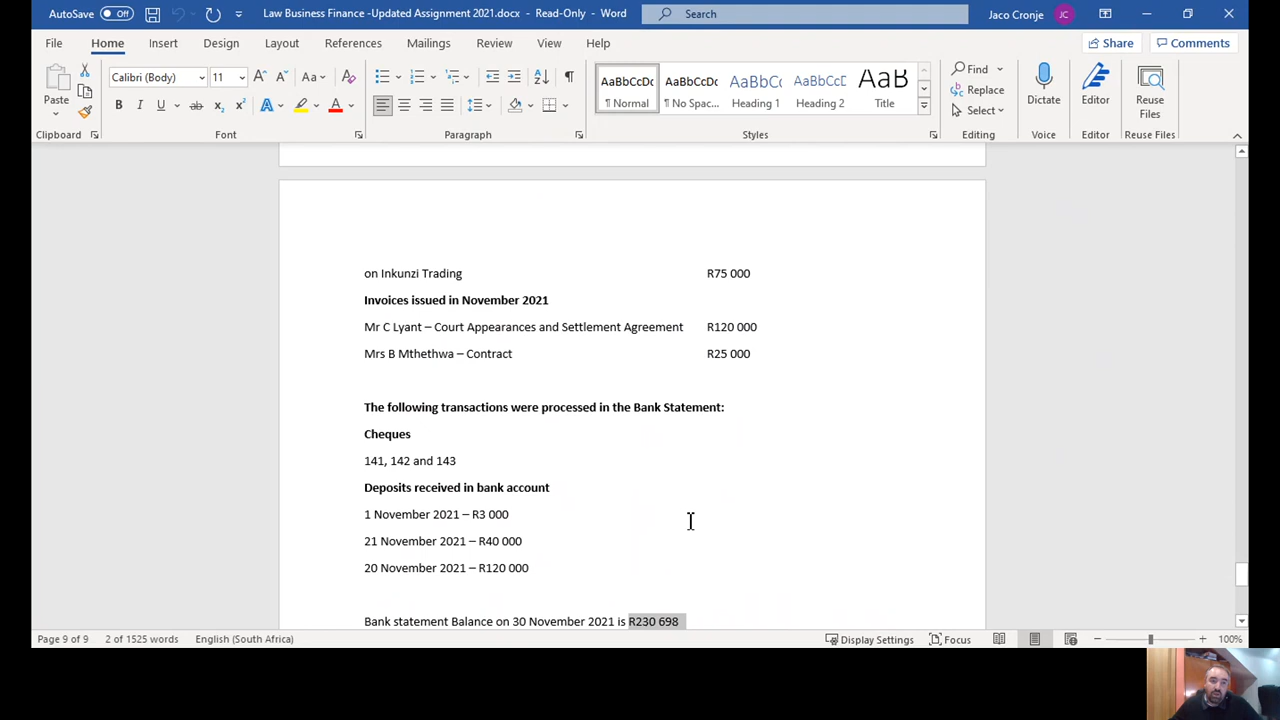 AutoSave Off Law Business Finance -Updated Assignment 2021.docx - Read-Only - Word Search Jaco Cronje JC
File Home Insert Design Layout References Mailings Review View Help Share Comments
Calibri (Body) 11 Aa
Paste
B I U ab x2 x2 A A
AaBbCcDc AaBbCcDc AaBbCc AaBbCcD AaB
¶ Normal ¶ No Spac... Heading 1 Heading 2 Title
Find
Replace
Select
Dictate
Editor
Reuse Files
Clipboard Font Paragraph Styles Editing Voice Editor Reuse Files
on Inkunzi Trading R75 000
Invoices issued in November 2021
Mr C Lyant – Court Appearances and Settlement Agreement R120 000
Mrs B Mthethwa – Contract R25 000
The following transactions were processed in the Bank Statement:
Cheques
141, 142 and 143
Deposits received in bank account
1 November 2021 – R3 000
21 November 2021 – R40 000
20 November 2021 – R120 000
Bank statement Balance on 30 November 2021 is R230 698
Page 9 of 9 2 of 1525 words English (South Africa) Display Settings Focus 100%